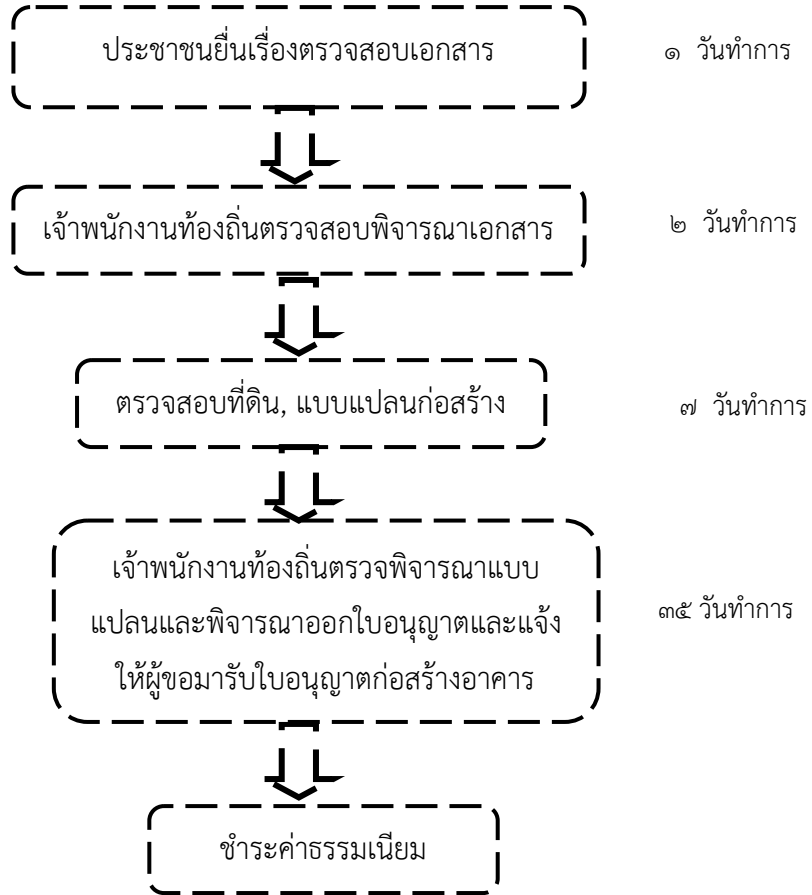 ประชาชนยื่นเรื่องตรวจสอบเอกสาร
๑ วันทำการ
เจ้าพนักงานท้องถิ่นตรวจสอบพิจารณาเอกสาร
๒ วันทำการ
ตรวจสอบที่ดิน, แบบแปลนก่อสร้าง
๗ วันทำการ
เจ้าพนักงานท้องถิ่นตรวจพิจารณาแบบ
แปลนและพิจารณาออกใบอนุญาตและแจ้ง
ให้ผู้ขอมารับใบอนุญาตก่อสร้างอาคาร
๓๕ วันทำการ
ชำระค่าธรรมเนียม